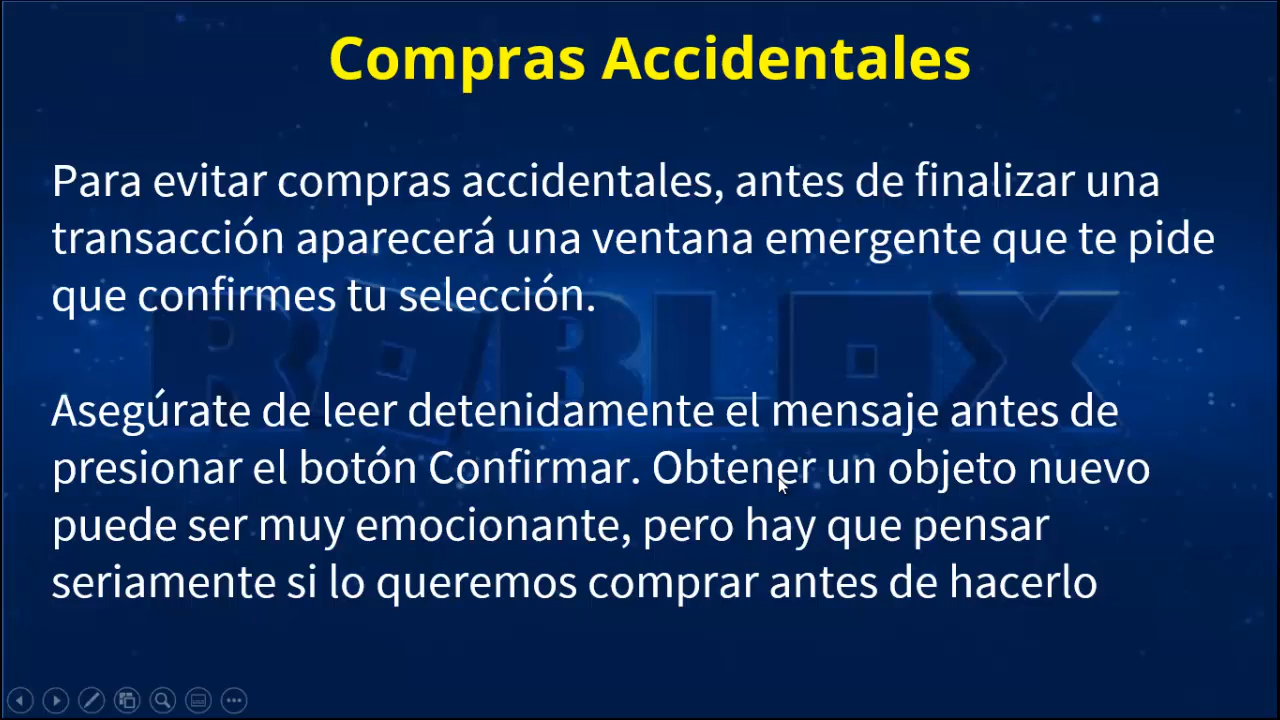 Compras Accidentales
Para evitar compras accidentales, antes de finalizar una
transacción aparecerá una ventana emergente que te pide
que confirmes tu selección.
ROBLOX
Asegúrate de leer detenidamente el mensaje antes de
presionar el botón Confirmar. Obtener un objeto nuevo
puede ser muy emocionante, pero hay que pensar
seriamente si lo queremos comprar antes de hacerlo